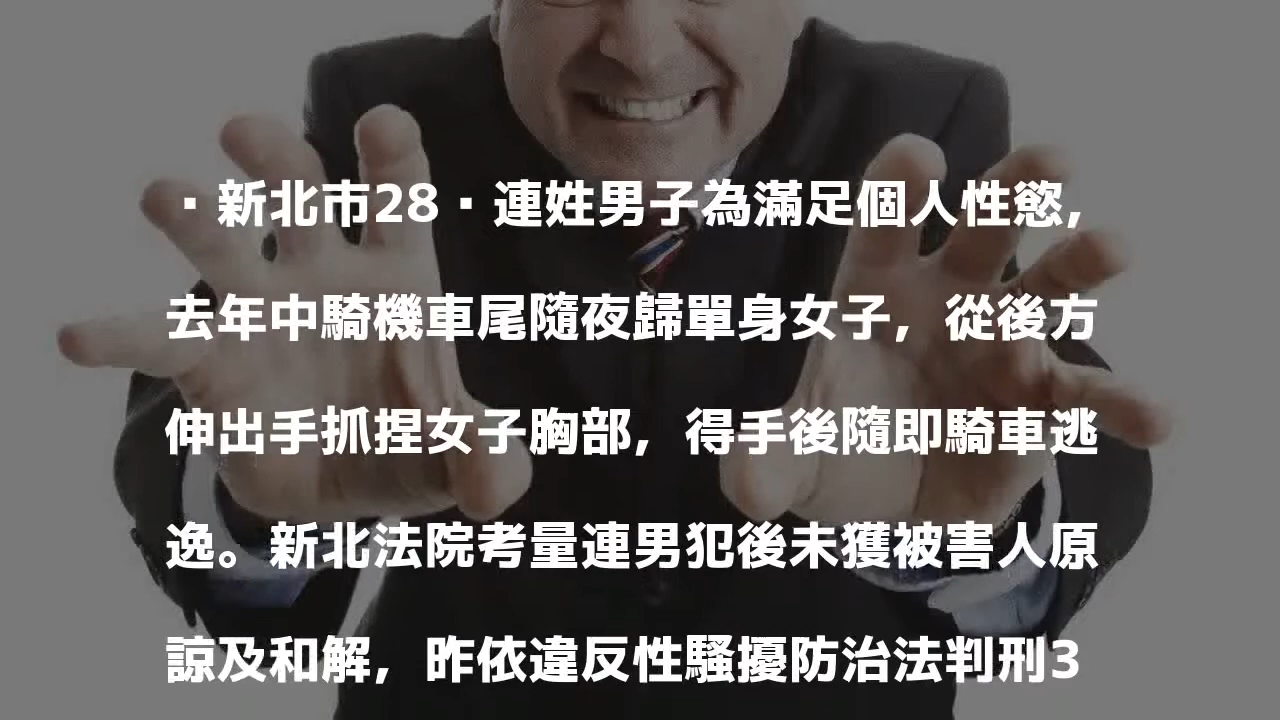 ▪新北市28▪連姓男子為滿足個人性慾,
去年中騎機車尾隨夜歸單身女子，從後方
伸出手抓捏女子胸部，得手後隨即騎車逃
逸。新北法院考量連男犯後未獲被害人原
諒及和解，昨依違反性騷擾防治法判刑3